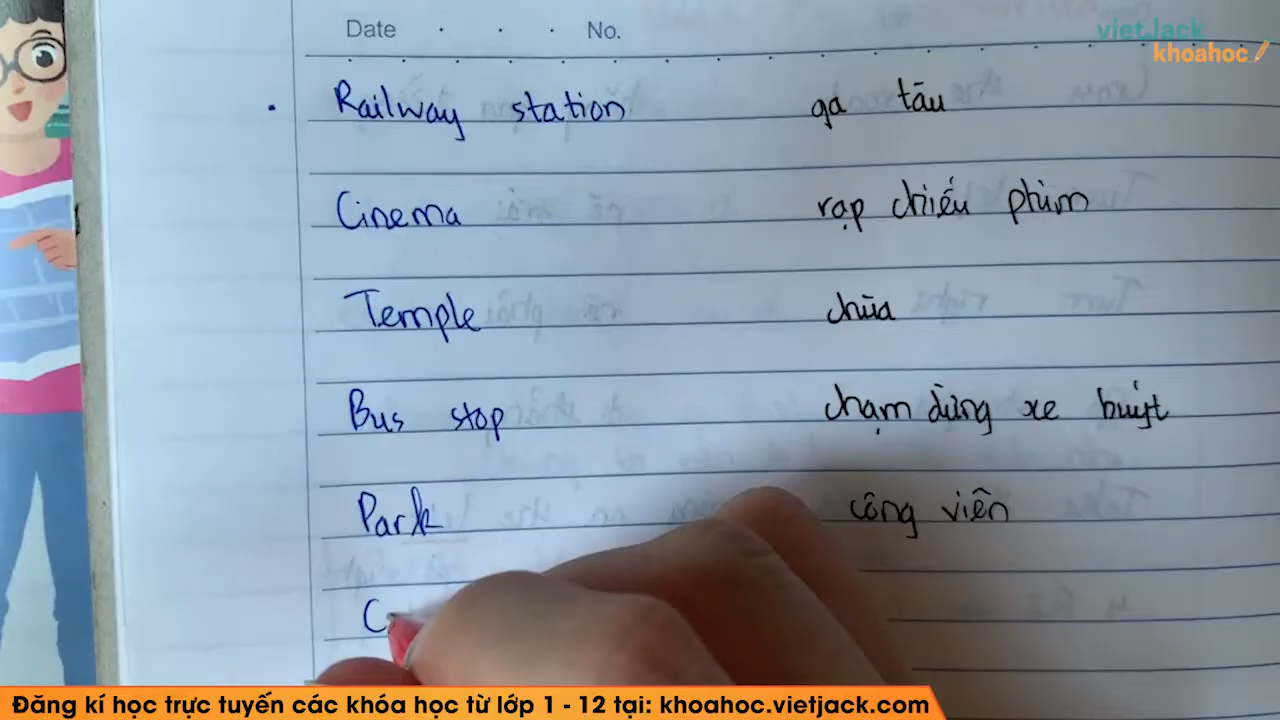 Date . . . No.
vietJack
khoahoc
Railway station ga tàu
Cinema rạp chiếu phim
Temple chùa
Bus stop chạm dừng xe buýt
Park công viên
C
Đăng kí học trực tuyến các khóa học từ lớp 1 - 12 tại: khoahoc.vietjack.com